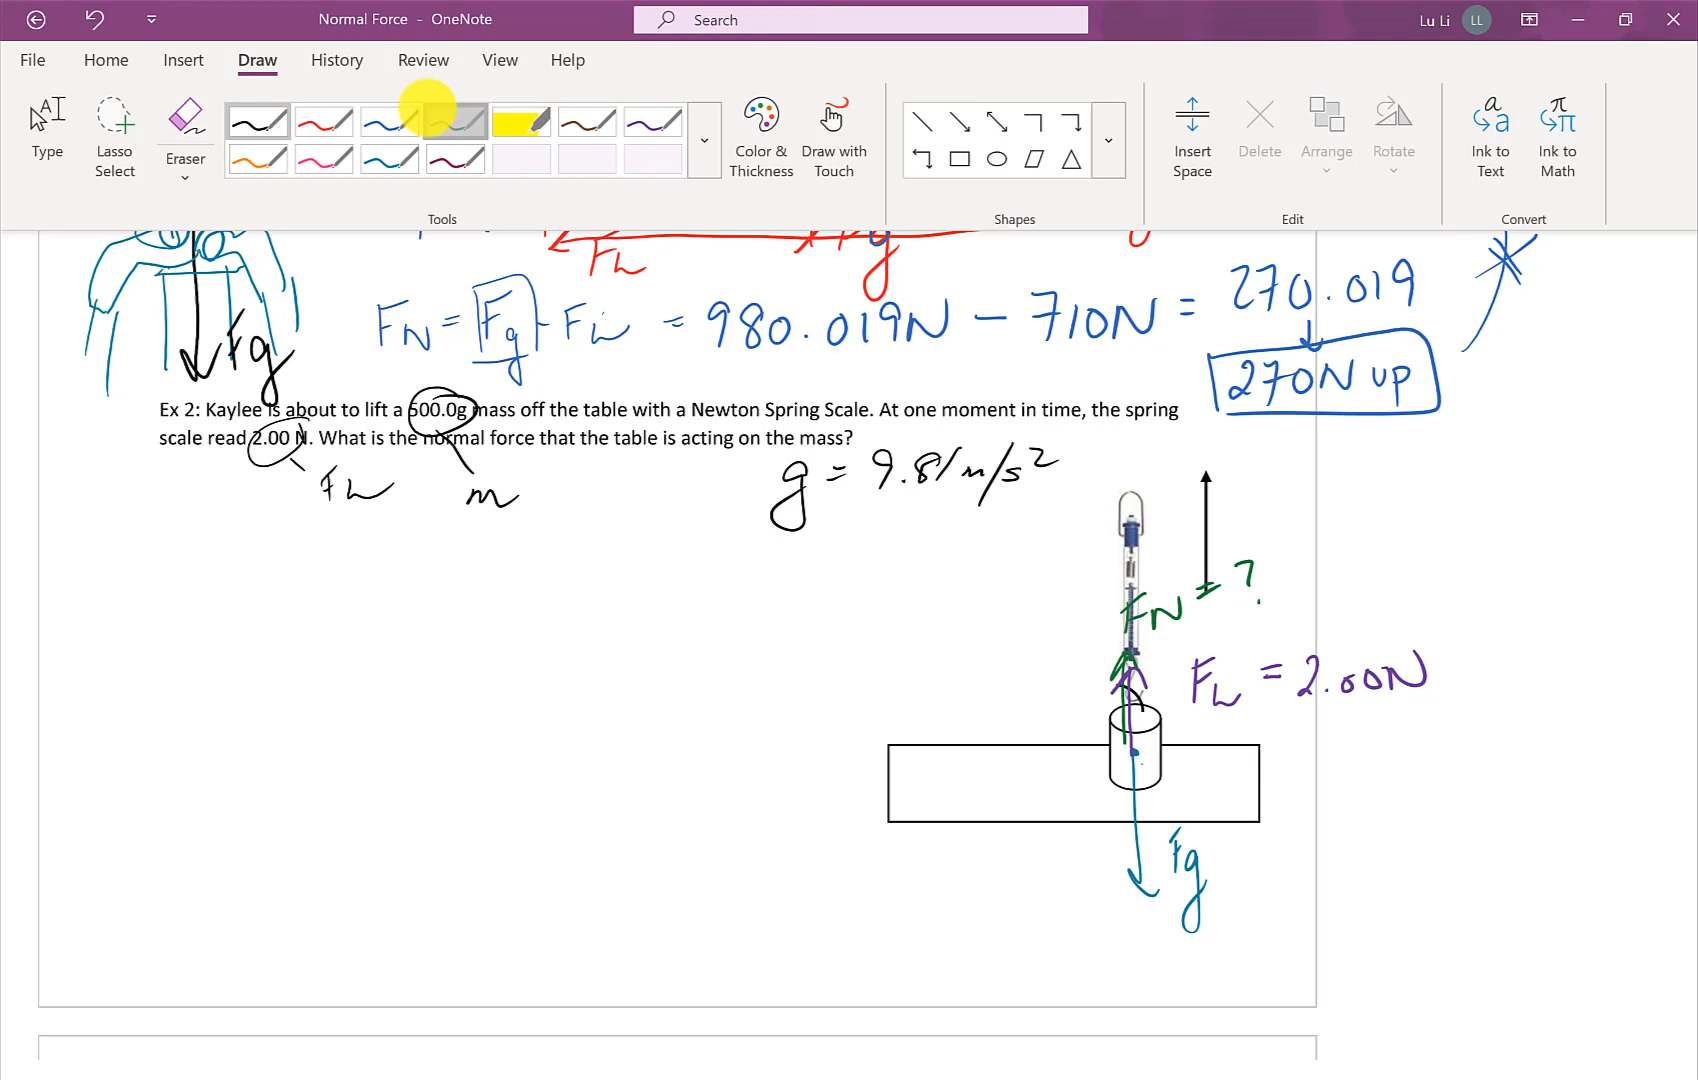 Normal Force - OneNote
Search
Lu Li
LL
File Home Insert Draw History Review View Help
Type
Lasso Select
Eraser
Color & Thickness
Draw with Touch
Insert Space
Delete
Arrange
Rotate
Ink to Text
Ink to Math
Tools
Shapes
Edit
Convert
FL
g
Fg
FN = Fg - FL = 980.019N - 710N = 270.019
270N up
Ex 2: Kaylee is about to lift a 500.0g mass off the table with a Newton Spring Scale. At one moment in time, the spring
scale read 2.00 N. What is the normal force that the table is acting on the mass?
FL
m
g = 9.81 m/s²
FN = ?
FL = 2.00N
Fg